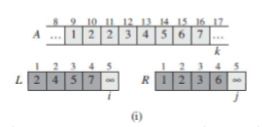 8 9 10 11 12 13 14 15 16 17
A ... 1 2 2 3 4 5 6 7 ...
k
1 2 3 4 5 1 2 3 4 5
L 2 4 5 7 ∞ R 1 2 3 6 ∞
i j
(i)